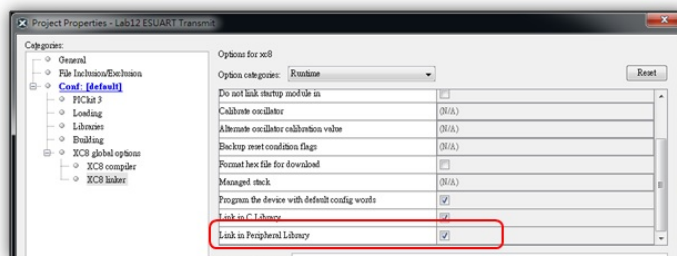 Project Properties - Lab12 ESUART Transmit
Categories:
General
File Inclusion/Exclusion
Conf: [default]
PICkit 3
Loading
Libraries
Building
XC8 global options
XC8 compiler
XC8 linker
Options for xc8
Option categories: Runtime Reset
Do not link startup module in
Calibrate oscillator (N/A)
Alternate oscillator calibration value (N/A)
Backup reset condition flags (N/A)
Format hex file for download
Managed stack (N/A)
Program the device with default config words
Link in C Library
Link in Peripheral Library